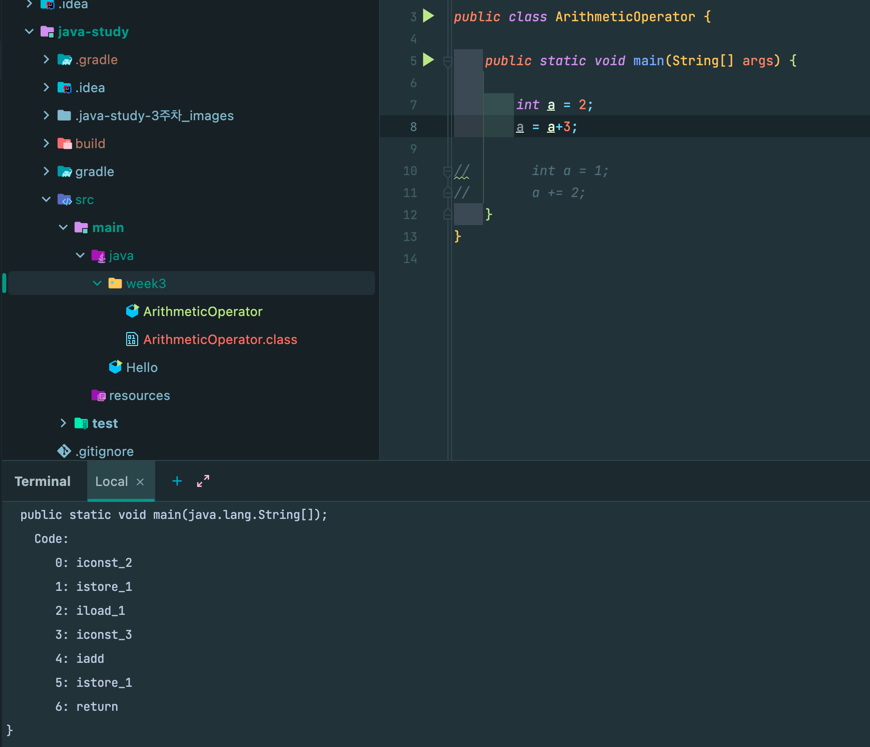 .idea
java-study
.gradle
.idea
.java-study-3주차_images
build
gradle
src
main
java
week3
ArithmeticOperator
ArithmeticOperator.class
Hello
resources
test
.gitignore
3 public class ArithmeticOperator {
4
5 public static void main(String[] args) {
6
7 int a = 2;
8 a = a+3;
9
10 // int a = 1;
11 // a += 2;
12 }
13 }
14
Terminal Local × +
public static void main(java.lang.String[]);
Code:
0: iconst_2
1: istore_1
2: iload_1
3: iconst_3
4: iadd
5: istore_1
6: return
}